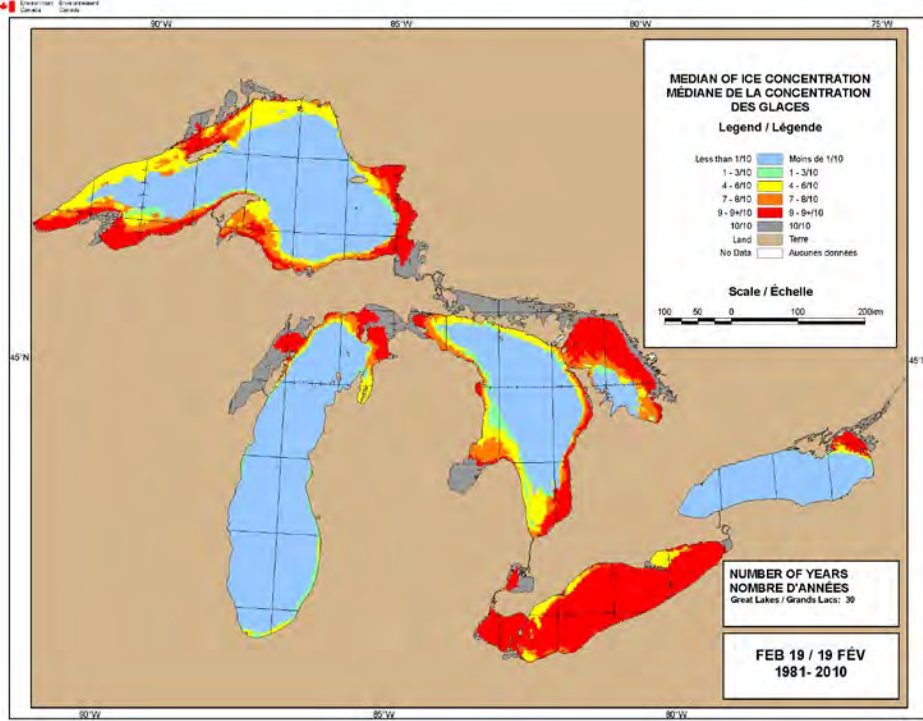 Environment Environnement
Canada Canada
90°W 85°W 80°W 75°W
MEDIAN OF ICE CONCENTRATION
MÉDIANE DE LA CONCENTRATION
DES GLACES
Legend / Légende
Less than 1/10 Moins de 1/10
1 - 3/10 1 - 3/10
4 - 6/10 4 - 6/10
7 - 8/10 7 - 8/10
9 - 9+/10 9 - 9+/10
10/10 10/10
Land Terre
No Data Aucunes données
Scale / Échelle
100 50 0 100 200km
45°N 45°
NUMBER OF YEARS
NOMBRE D'ANNÉES
Great Lakes / Grands Lacs: 30
FEB 19 / 19 FÉV
1981- 2010
90°W 85°W 80°W